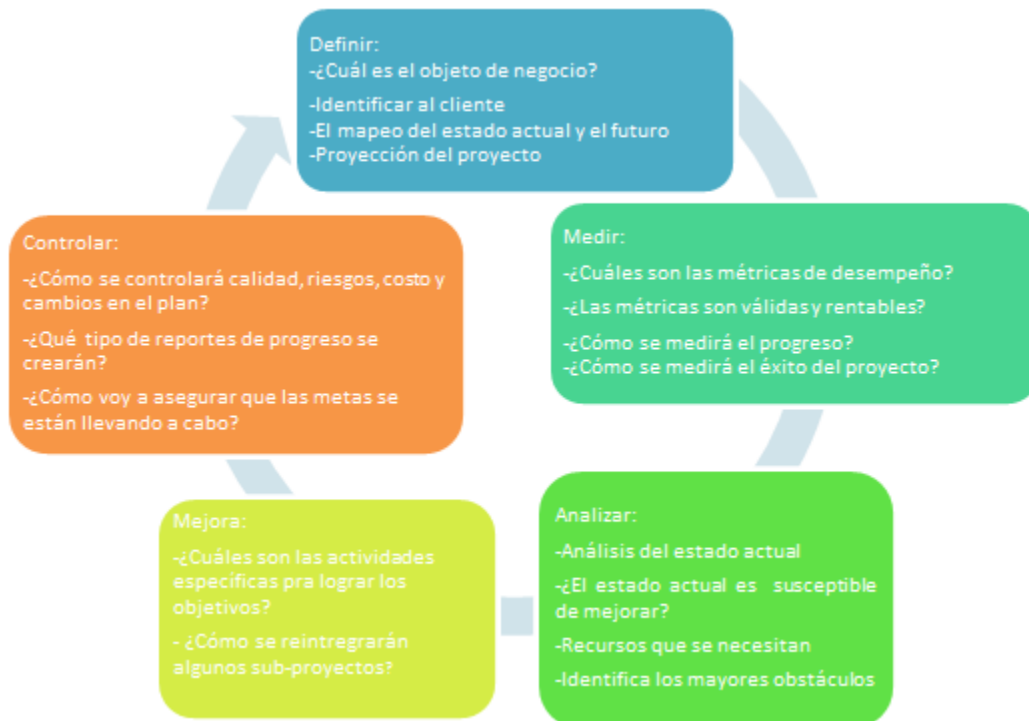 Definir:
-¿Cuál es el objeto de negocio?
-Identificar al cliente
-El mapeo del estado actual y el futuro
-Proyección del proyecto
Medir:
-¿Cuáles son las métricas de desempeño?
-¿Las métricas son válidas y rentables?
-¿Cómo se medirá el progreso?
-¿Cómo se medirá el éxito del proyecto?
Analizar:
-Análisis del estado actual
-¿El estado actual es susceptible
de mejorar?
-Recursos que se necesitan
-Identifica los mayores obstáculos
Mejora:
-¿Cuáles son las actividades
específicas pra lograr los
objetivos?
- ¿Cómo se reintregrarán
algunos sub-proyectos?
Controlar:
-¿Cómo se controlará calidad, riesgos, costo y
cambios en el plan?
-¿Qué tipo de reportes de progreso se
crearán?
-¿Cómo voy a asegurar que las metas se
están llevando a cabo?